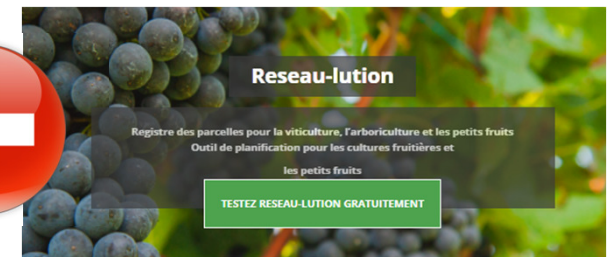 Reseau-lution
Registre des parcelles pour la viticulture, l'arboriculture et les petits fruits
Outil de planification pour les cultures fruitières et
les petits fruits
TESTEZ RESEAU-LUTION GRATUITEMENT